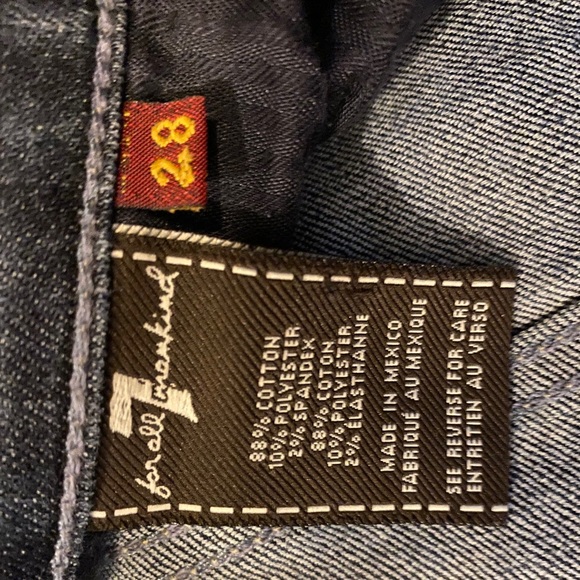 28
7
for all mankind
88% COTTON
10% POLYESTER
2% SPANDEX
88% COTON
10% POLYESTER
2% ELASTHANNE
MADE IN MEXICO
FABRIQUÉ AU MEXIQUE
SEE REVERSE FOR CARE
ENTRETIEN AU VERSO